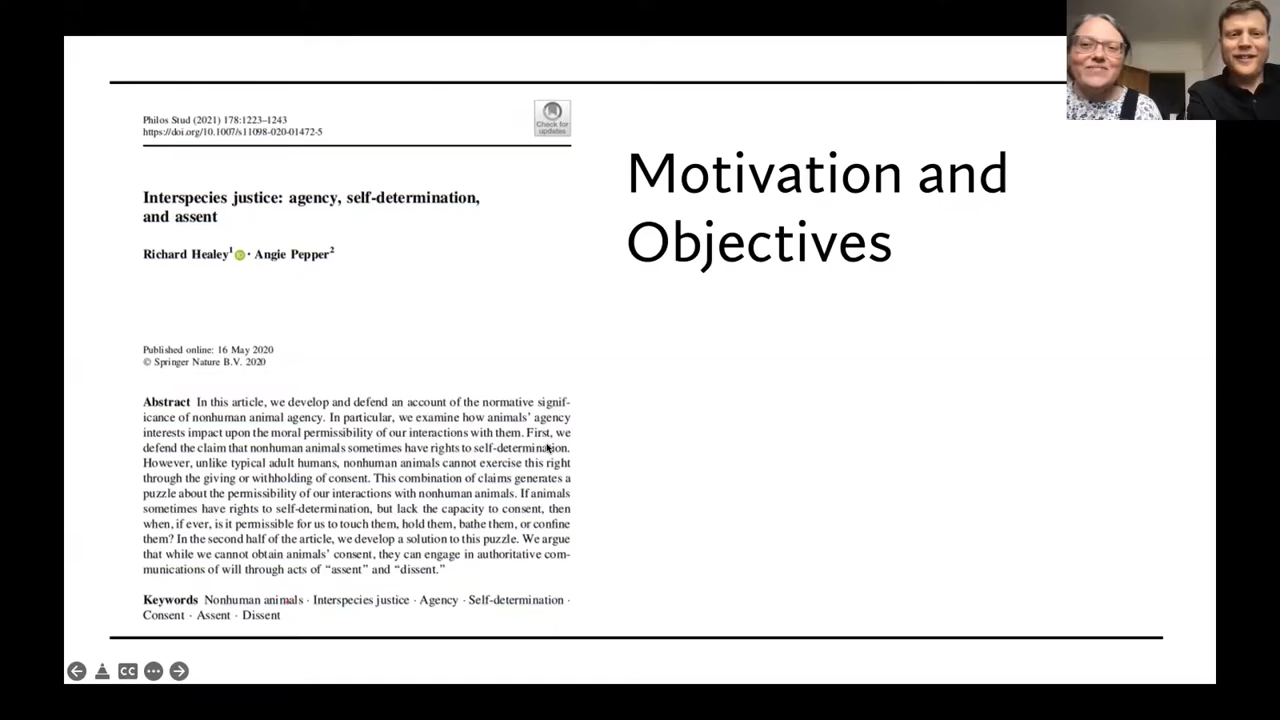 Philos Stud (2021) 178:1223–1243
https://doi.org/10.1007/s11098-020-01472-5
Check for
updates
Interspecies justice: agency, self-determination,
and assent
Richard Healey1 iD · Angie Pepper2
Published online: 16 May 2020
© Springer Nature B.V. 2020
Abstract In this article, we develop and defend an account of the normative signif-
icance of nonhuman animal agency. In particular, we examine how animals’ agency
interests impact upon the moral permissibility of our interactions with them. First, we
defend the claim that nonhuman animals sometimes have rights to self-determination.
However, unlike typical adult humans, nonhuman animals cannot exercise this right
through the giving or withholding of consent. This combination of claims generates a
puzzle about the permissibility of our interactions with nonhuman animals. If animals
sometimes have rights to self-determination, but lack the capacity to consent, then
when, if ever, is it permissible for us to touch them, hold them, bathe them, or confine
them? In the second half of the article, we develop a solution to this puzzle. We argue
that while we cannot obtain animals’ consent, they can engage in authoritative com-
munications of will through acts of “assent” and “dissent.”
Keywords Nonhuman animals · Interspecies justice · Agency · Self-determination ·
Consent · Assent · Dissent
Motivation and
Objectives
CC